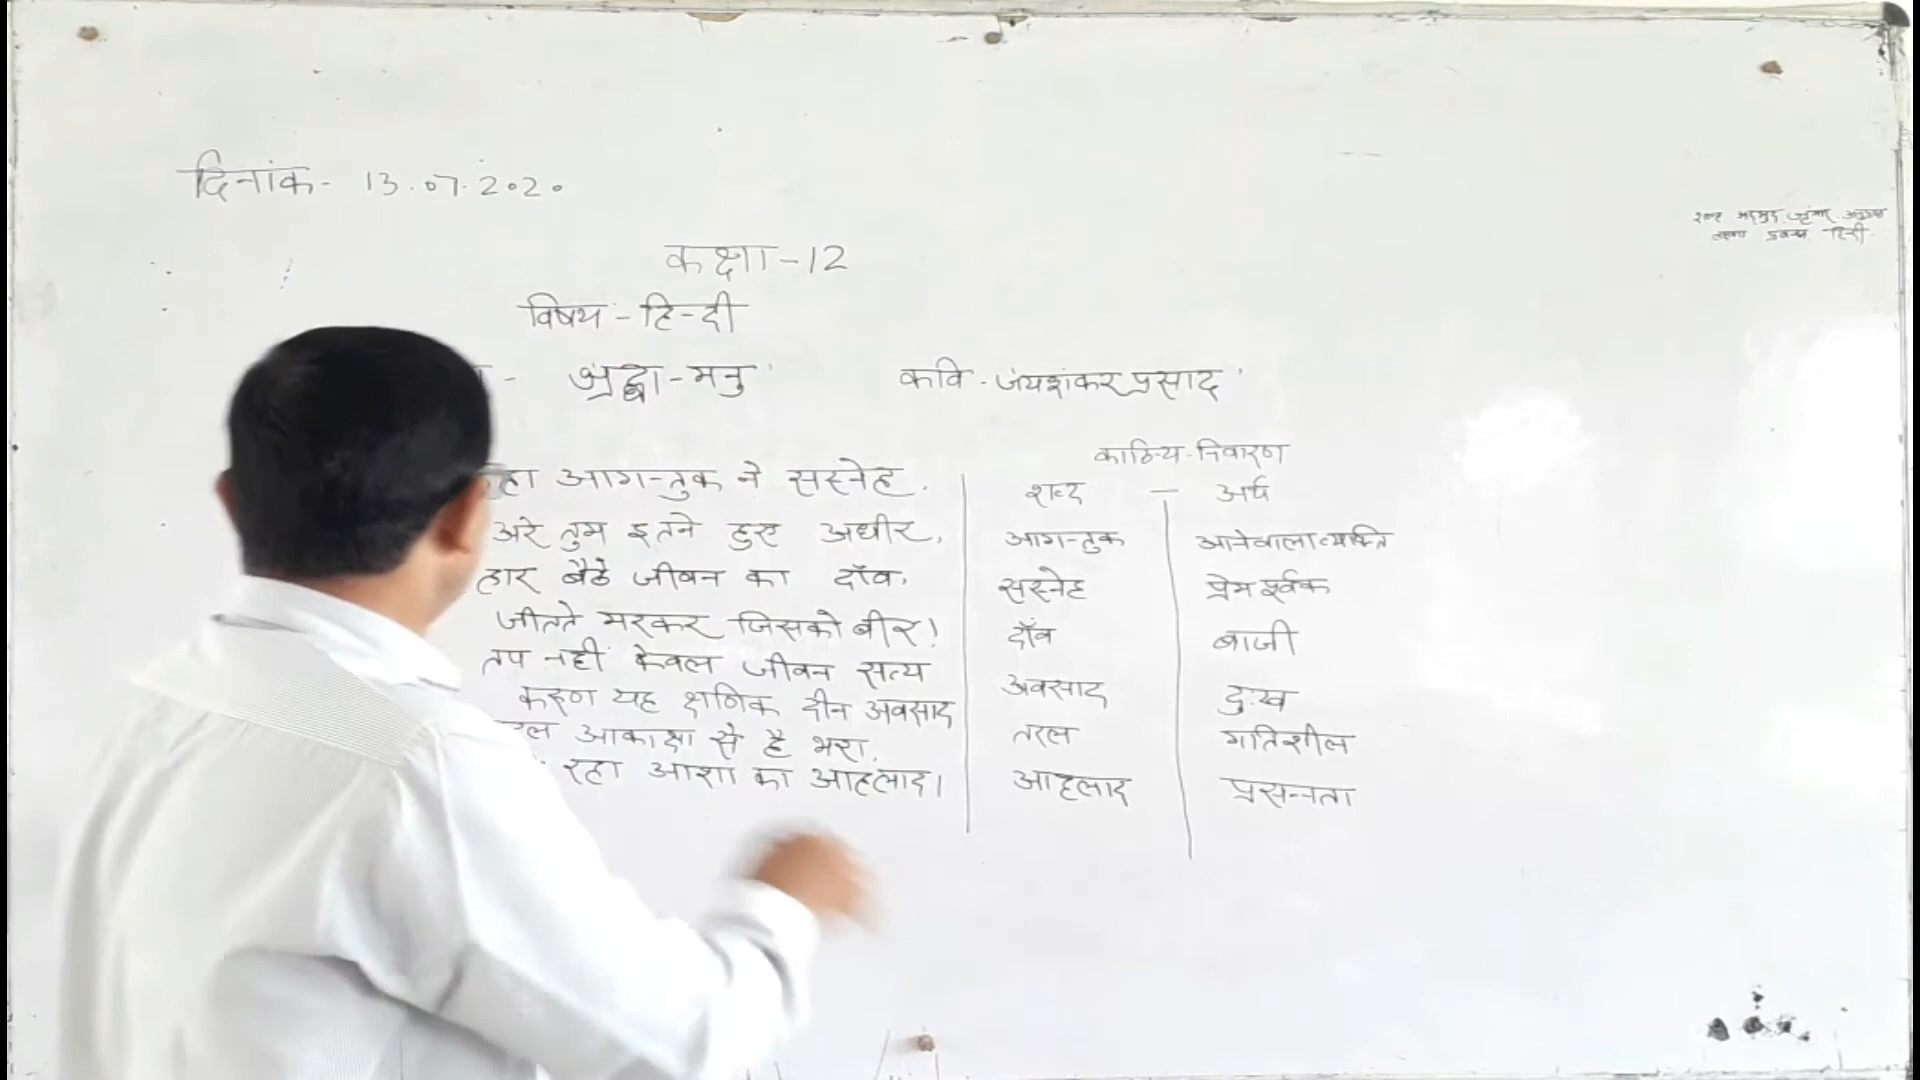 दिनांक- 13.07.2020
कक्षा-12
विषय - हिन्दी
- श्रद्धा-मनु कवि - जयशंकर प्रसाद
काठिन्य-निवारण
आगन्तुक ने सस्नेह,
शब्द — अर्थ
अरे तुम इतने हुए अधीर,
आगन्तुक आनेवाला व्यक्ति
हार बैठे जीवन का दाँव,
सस्नेह प्रेम पूर्वक
जीतते मरकर जिसको बीर!
दाँव बाजी
तप नहीं केवल जीवन सत्य
करुण यह क्षणिक दीन अवसाद
अवसाद दुःख
आकांक्षा से है भरा,
तरल गतिशील
रहा आशा का आहलाद।
आहलाद प्रसन्नता